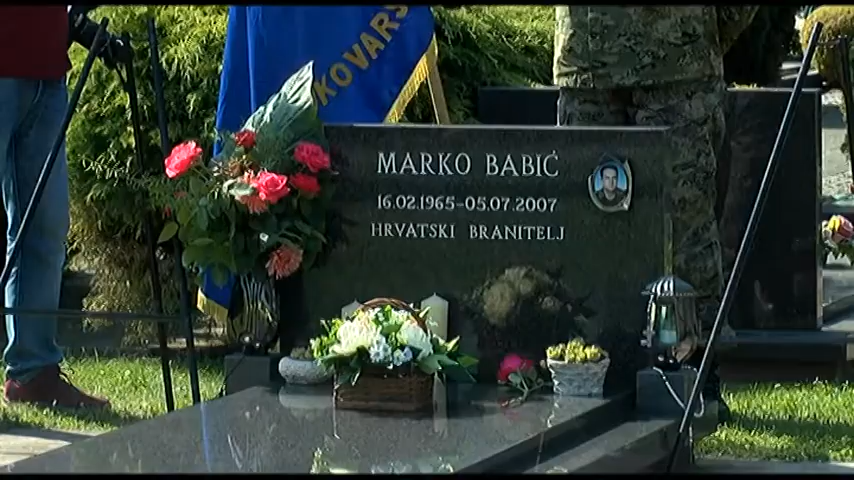 KOVARS
MARKO BABIĆ
16.02.1965-05.07.2007
HRVATSKI BRANITELJ